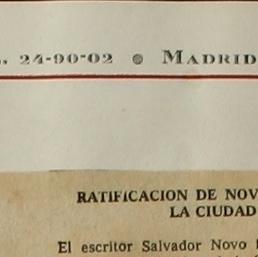 . 24-90-02 ● MADRID
RATIFICACION DE NOV
LA CIUDAD
El escritor Salvador Novo